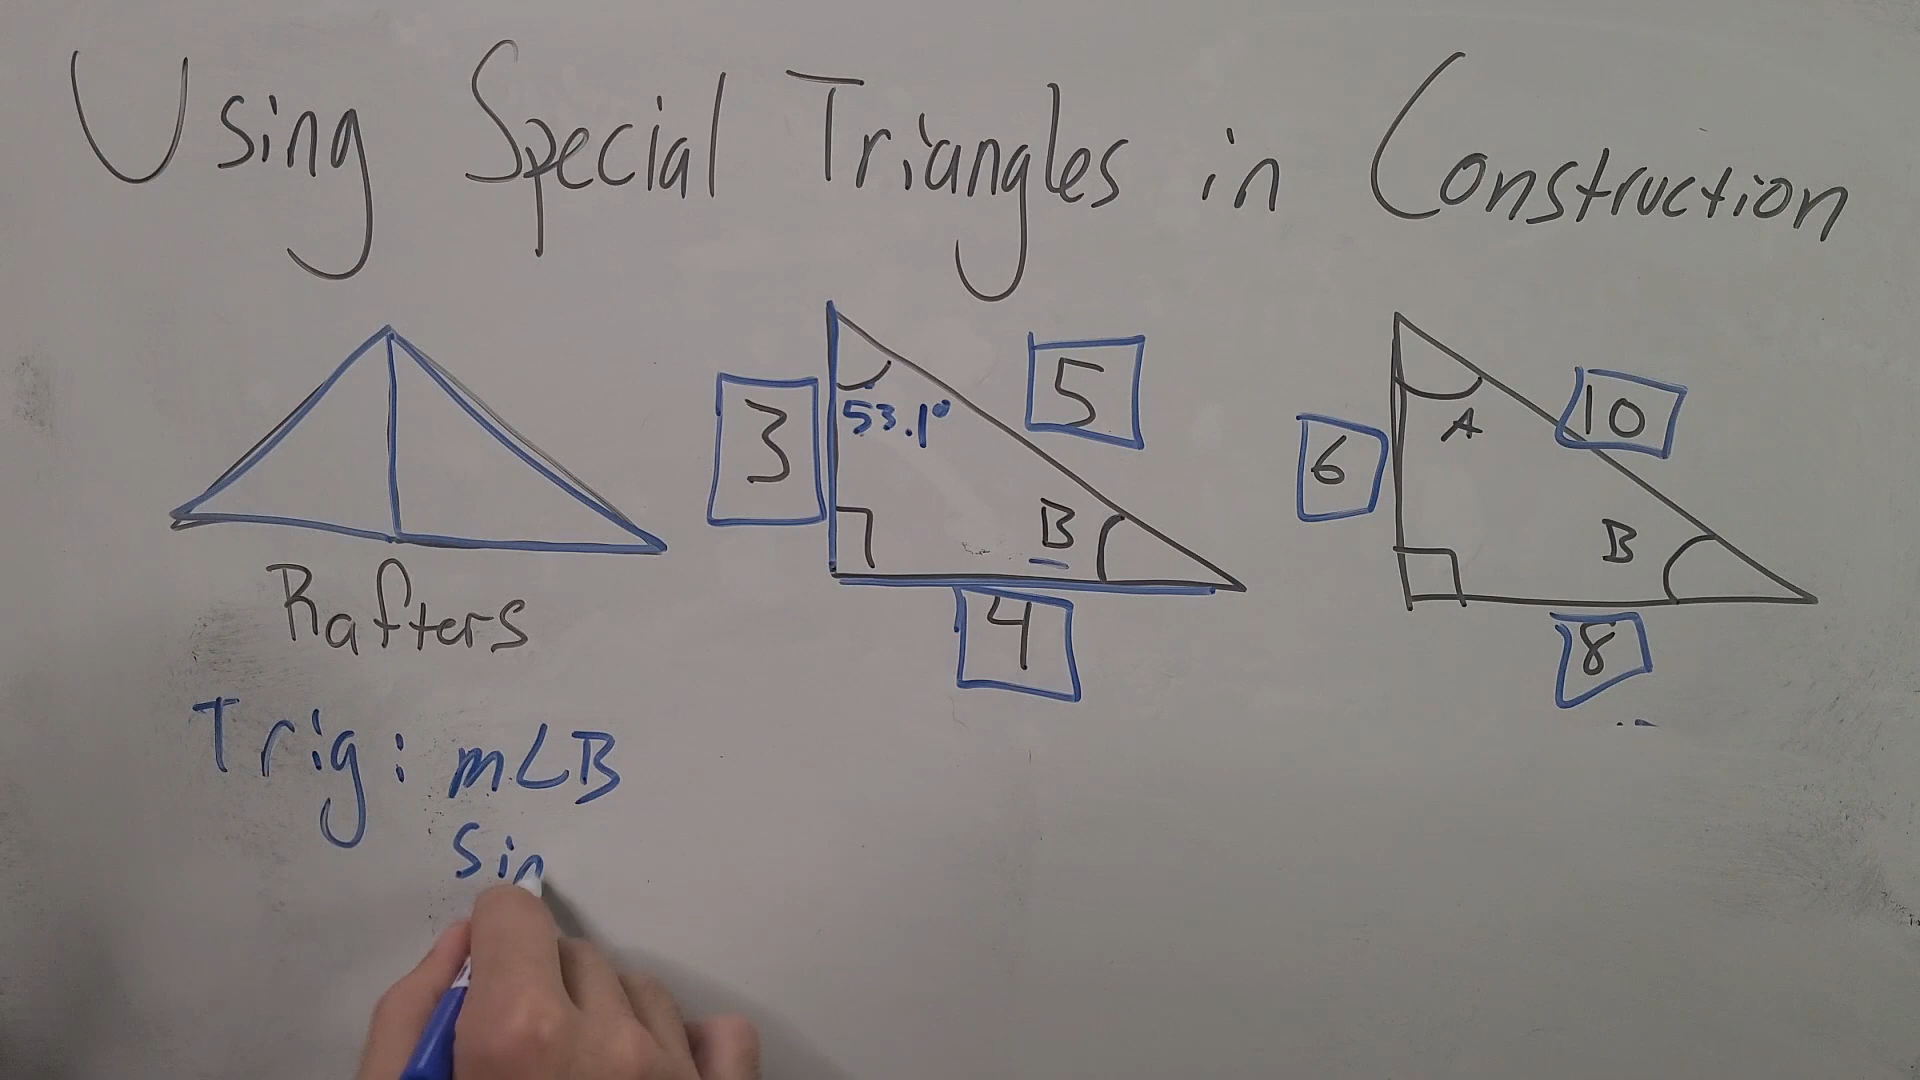 Using Special Triangles in Construction
3
53.1°
5
B
4
6
A
10
B
8
Rafters
Trig: m∠B
Sin